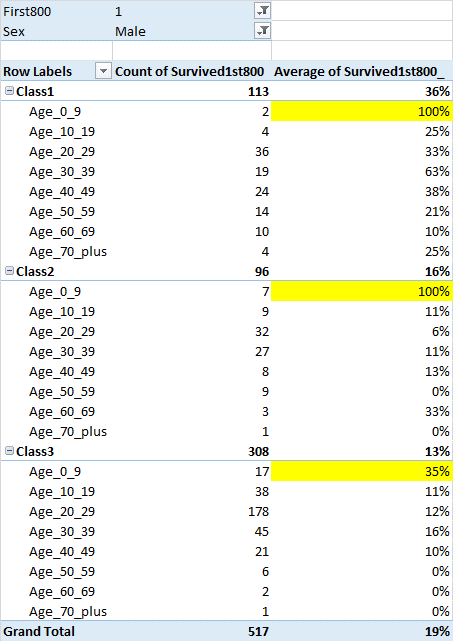 First800 1
Sex Male
Row Labels Count of Survived1st800 Average of Survived1st800_
Class1 113 36%
Age_0_9 2 100%
Age_10_19 4 25%
Age_20_29 36 33%
Age_30_39 19 63%
Age_40_49 24 38%
Age_50_59 14 21%
Age_60_69 10 10%
Age_70_plus 4 25%
Class2 96 16%
Age_0_9 7 100%
Age_10_19 9 11%
Age_20_29 32 6%
Age_30_39 27 11%
Age_40_49 8 13%
Age_50_59 9 0%
Age_60_69 3 33%
Age_70_plus 1 0%
Class3 308 13%
Age_0_9 17 35%
Age_10_19 38 11%
Age_20_29 178 12%
Age_30_39 45 16%
Age_40_49 21 10%
Age_50_59 6 0%
Age_60_69 2 0%
Age_70_plus 1 0%
Grand Total 517 19%